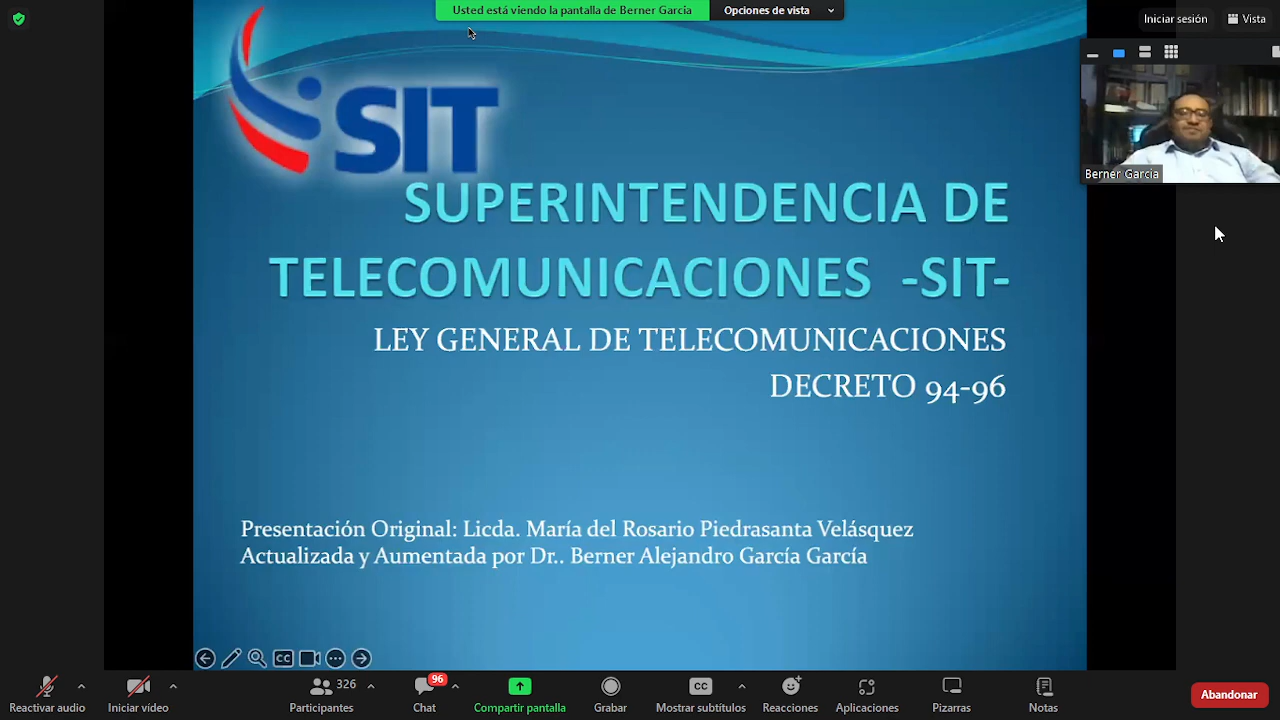 Usted está viendo la pantalla de Berner Garcia
Opciones de vista
Iniciar sesión
Vista
SIT
Berner Garcia
SUPERINTENDENCIA DE
TELECOMUNICACIONES -SIT-
LEY GENERAL DE TELECOMUNICACIONES
DECRETO 94-96
Presentación Original: Licda. María del Rosario Piedrasanta Velásquez
Actualizada y Aumentada por Dr.. Berner Alejandro García García
CC
Reactivar audio
Iniciar vídeo
326
Participantes
96
Chat
Compartir pantalla
Grabar
CC
Mostrar subtítulos
Reacciones
Aplicaciones
Pizarras
Notas
Abandonar